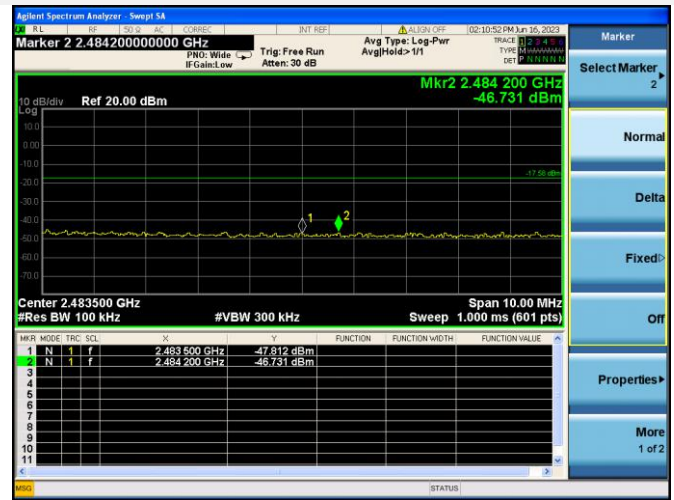 Agilent Spectrum Analyzer - Swept SA
RL RF 50 Ω AC CORREC INT REF ALIGN OFF 02:10:52 PM Jun 16, 2023
Marker 2 2.484200000000 GHz
PNO: Wide Trig: Free Run Avg Type: Log-Pwr TRACE 1 2 3 4 5 6
IFGain:Low Atten: 30 dB Avg|Hold>1/1 TYPE M
DET P N N N N N
Mkr2 2.484 200 GHz
-46.731 dBm
10 dB/div Ref 20.00 dBm
Log
10.0
0.00
-10.0
-17.58 dBm
-20.0
-30.0
-40.0
1
2
-50.0
-60.0
-70.0
Center 2.483500 GHz Span 10.00 MHz
#Res BW 100 kHz #VBW 300 kHz Sweep 1.000 ms (601 pts)
MKR MODE TRC SCL X Y FUNCTION FUNCTION WIDTH FUNCTION VALUE
1 N 1 f 2.483 500 GHz -47.812 dBm
2 N 1 f 2.484 200 GHz -46.731 dBm
3
4
5
6
7
8
9
10
11
MSG STATUS
Marker
Select Marker
2
Normal
Delta
Fixed
Off
Properties
More
1 of 2